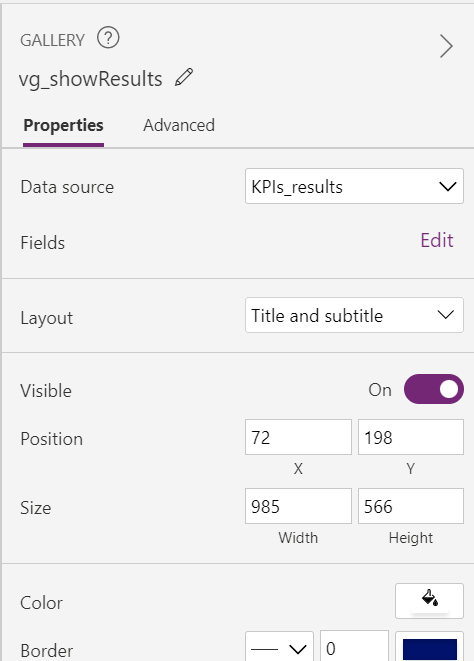 GALLERY ?
vg_showResults
Properties Advanced
Data source KPIs_results
Fields Edit
Layout Title and subtitle
Visible On
Position 72 198
X Y
Size 985 566
Width Height
Color
Border 0